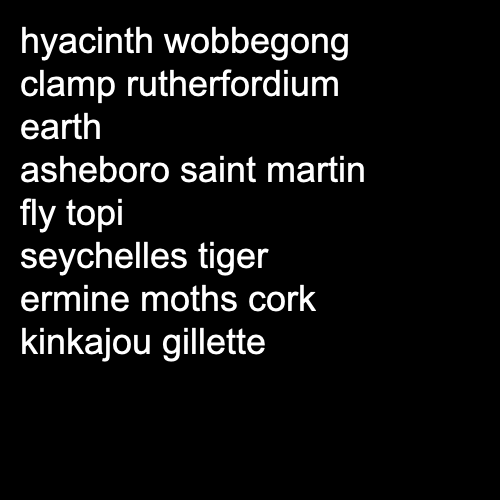 hyacinth wobbegong
clamp rutherfordium
earth
asheboro saint martin
fly topi
seychelles tiger
ermine moths cork
kinkajou gillette